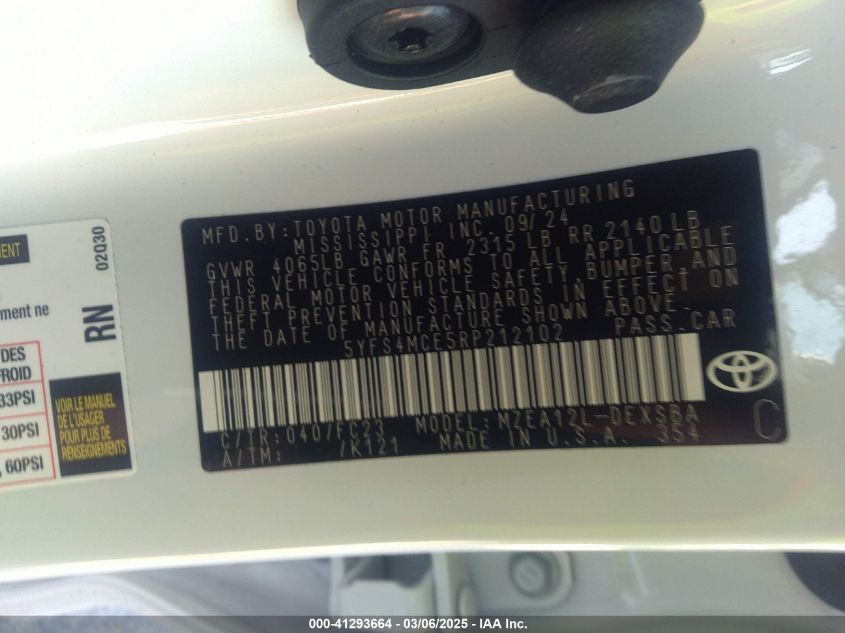 MFD.BY:TOYOTA MOTOR MANUFACTURING
MISSISSIPPI INC. 09/24
GVWR 4065LB GAWR FR 2315 LB RR 2140 LB
THIS VEHICLE CONFORMS TO ALL APPLICABLE
FEDERAL MOTOR VEHICLE SAFETY, BUMPER AND
THEFT PREVENTION STANDARDS IN EFFECT ON
THE DATE OF MANUFACTURE SHOWN ABOVE.
5YFS4MCE5RP212102 PASS.CAR
C/TR:0407FC23 MODEL:MZEA12L-DEXSBA
A/TM: /K121 MADE IN U.S.A. 354
C
02Q30
RN
MENT
ment ne
DES
FROID
33PSI
30PSI
, 60PSI
VOIR LE MANUEL
DE L'USAGER
POUR PLUS DE
RENSEIGNEMENTS
000-41293664 / 03/06/2025 - IAA Inc.